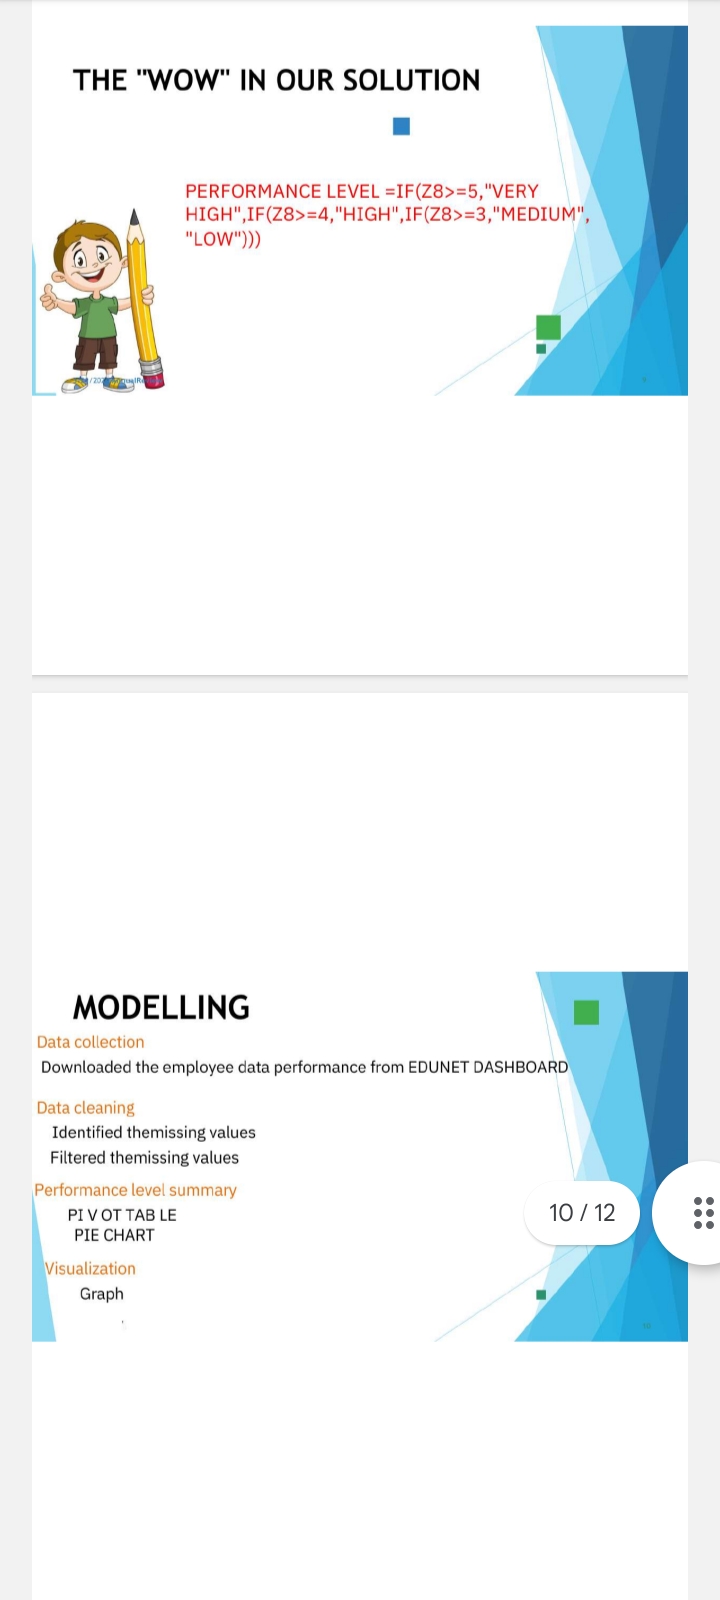 THE "WOW" IN OUR SOLUTION
PERFORMANCE LEVEL =IF(Z8>=5,"VERY
HIGH",IF(Z8>=4,"HIGH",IF(Z8>=3,"MEDIUM",
"LOW")))
MODELLING
Data collection
Downloaded the employee data performance from EDUNET DASHBOARD
Data cleaning
Identified themissing values
Filtered themissing values
Performance level summary
PI V OT TAB LE
PIE CHART
10 / 12
Visualization
Graph
10